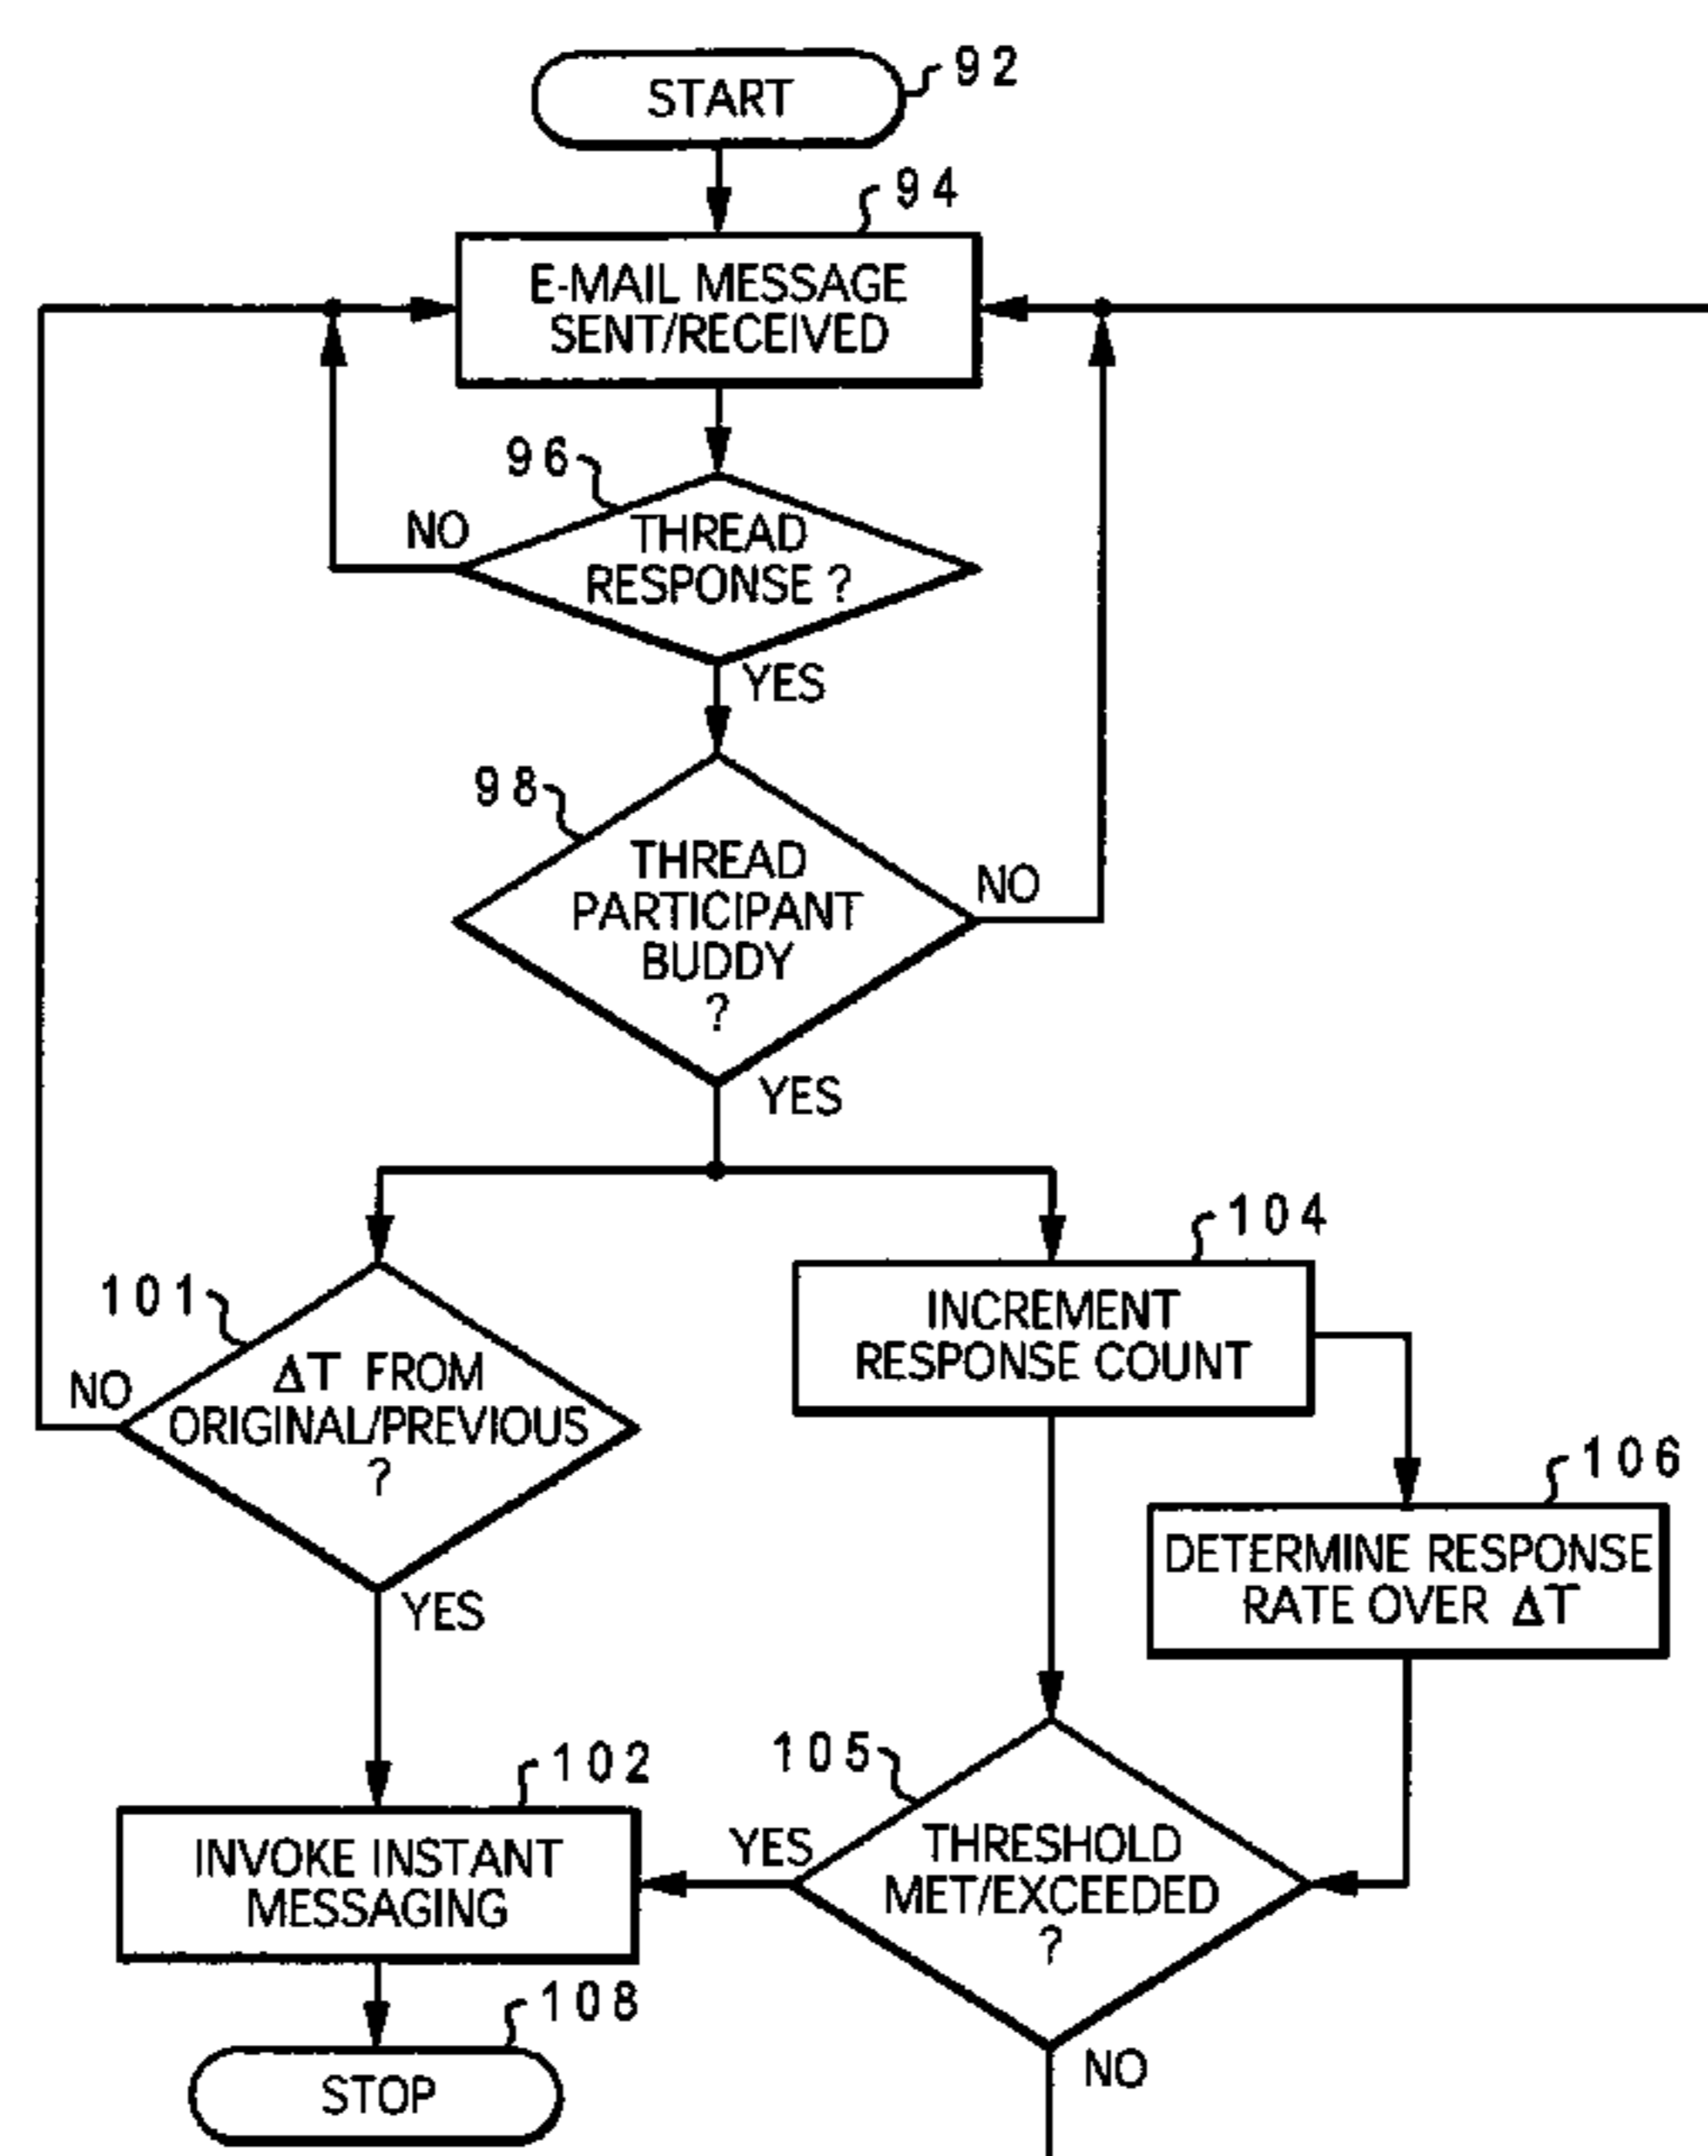 START
92
94
E-MAIL MESSAGE
SENT/RECEIVED
96
NO
THREAD
RESPONSE ?
YES
98
THREAD
PARTICIPANT
BUDDY
?
NO
YES
104
INCREMENT
RESPONSE COUNT
101
NO
ΔT FROM
ORIGINAL/PREVIOUS
?
YES
106
DETERMINE RESPONSE
RATE OVER ΔT
102
INVOKE INSTANT
MESSAGING
105
YES
THRESHOLD
MET/EXCEEDED
?
NO
108
STOP